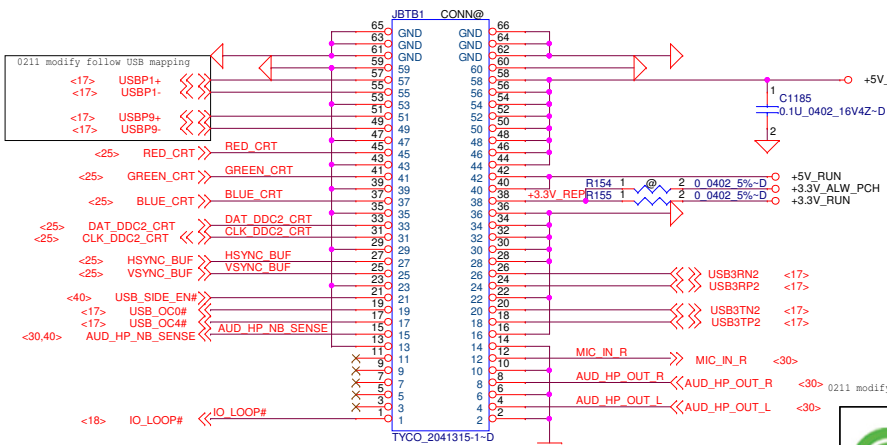 JBTB1 CONN@
65 GND GND 66
63 GND GND 64
61 GND GND 62
59 59 60 60
57 57 58 58
55 55 56 56
53 53 54 54
51 51 52 52
49 49 50 50
47 47 48 48
45 45 46 46
43 43 44 44
41 41 42 42
39 39 40 40
37 37 38 38
35 35 36 36
33 33 34 34
31 31 32 32
29 29 30 30
27 27 28 28
25 25 26 26
23 23 24 24
21 21 22 22
19 19 20 20
17 17 18 18
15 15 16 16
13 13 14 14
11 11 12 12
9 9 10 10
7 7 8 8
5 5 6 6
3 3 4 4
1 1 2 2
TYCO_2041315-1~D
0211 modify follow USB mapping
<17> USBP1+
<17> USBP1-
<17> USBP9+
<17> USBP9-
<25> RED_CRT RED_CRT
<25> GREEN_CRT GREEN_CRT
<25> BLUE_CRT BLUE_CRT
<25> DAT_DDC2_CRT DAT_DDC2_CRT
<25> CLK_DDC2_CRT CLK_DDC2_CRT
<25> HSYNC_BUF HSYNC_BUF
<25> VSYNC_BUF VSYNC_BUF
<40> USB_SIDE_EN#
<17> USB_OC0#
<17> USB_OC4#
<30,40> AUD_HP_NB_SENSE AUD_HP_NB_SENSE
<18> IO_LOOP# IO_LOOP#
+5V_
1
C1185
0.1U_0402_16V4Z~D
2
+5V_RUN
R154 1 @ 2 0_0402_5%~D +3.3V_ALW_PCH
+3.3V_REP R155 1 2 0_0402_5%~D +3.3V_RUN
USB3RN2 <17>
USB3RP2 <17>
USB3TN2 <17>
USB3TP2 <17>
MIC_IN_R MIC_IN_R <30>
AUD_HP_OUT_R AUD_HP_OUT_R <30>
AUD_HP_OUT_L AUD_HP_OUT_L <30>
0211 modify